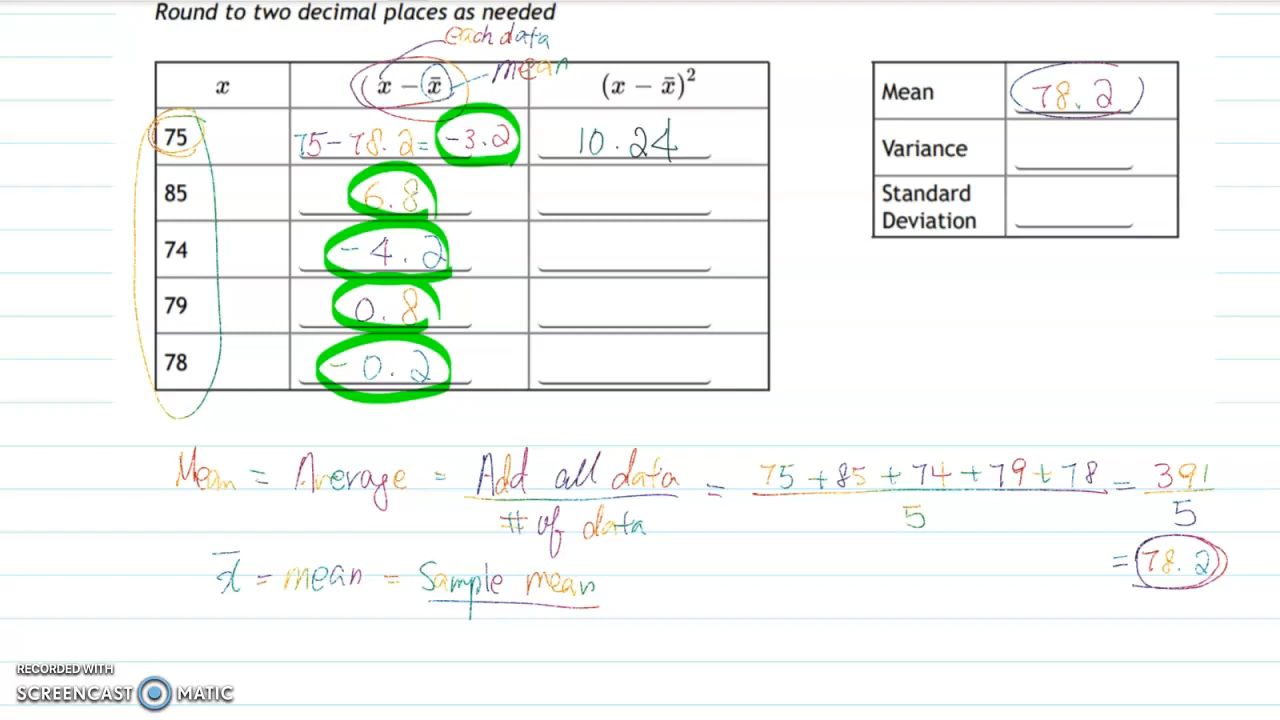 Round to two decimal places as needed
each data
mean
x
x − x̄
(x − x̄)²
75
75 − 78.2 = −3.2
10.24
85
6.8
74
−4.2
79
0.8
78
−0.2
Mean
78.2
Variance
Standard
Deviation
Mean = Average = Add all data / # of data = 75 + 85 + 74 + 79 + 78 / 5 = 391 / 5
= 78.2
x̄ = mean = Sample mean
RECORDED WITH
SCREENCAST MATIC